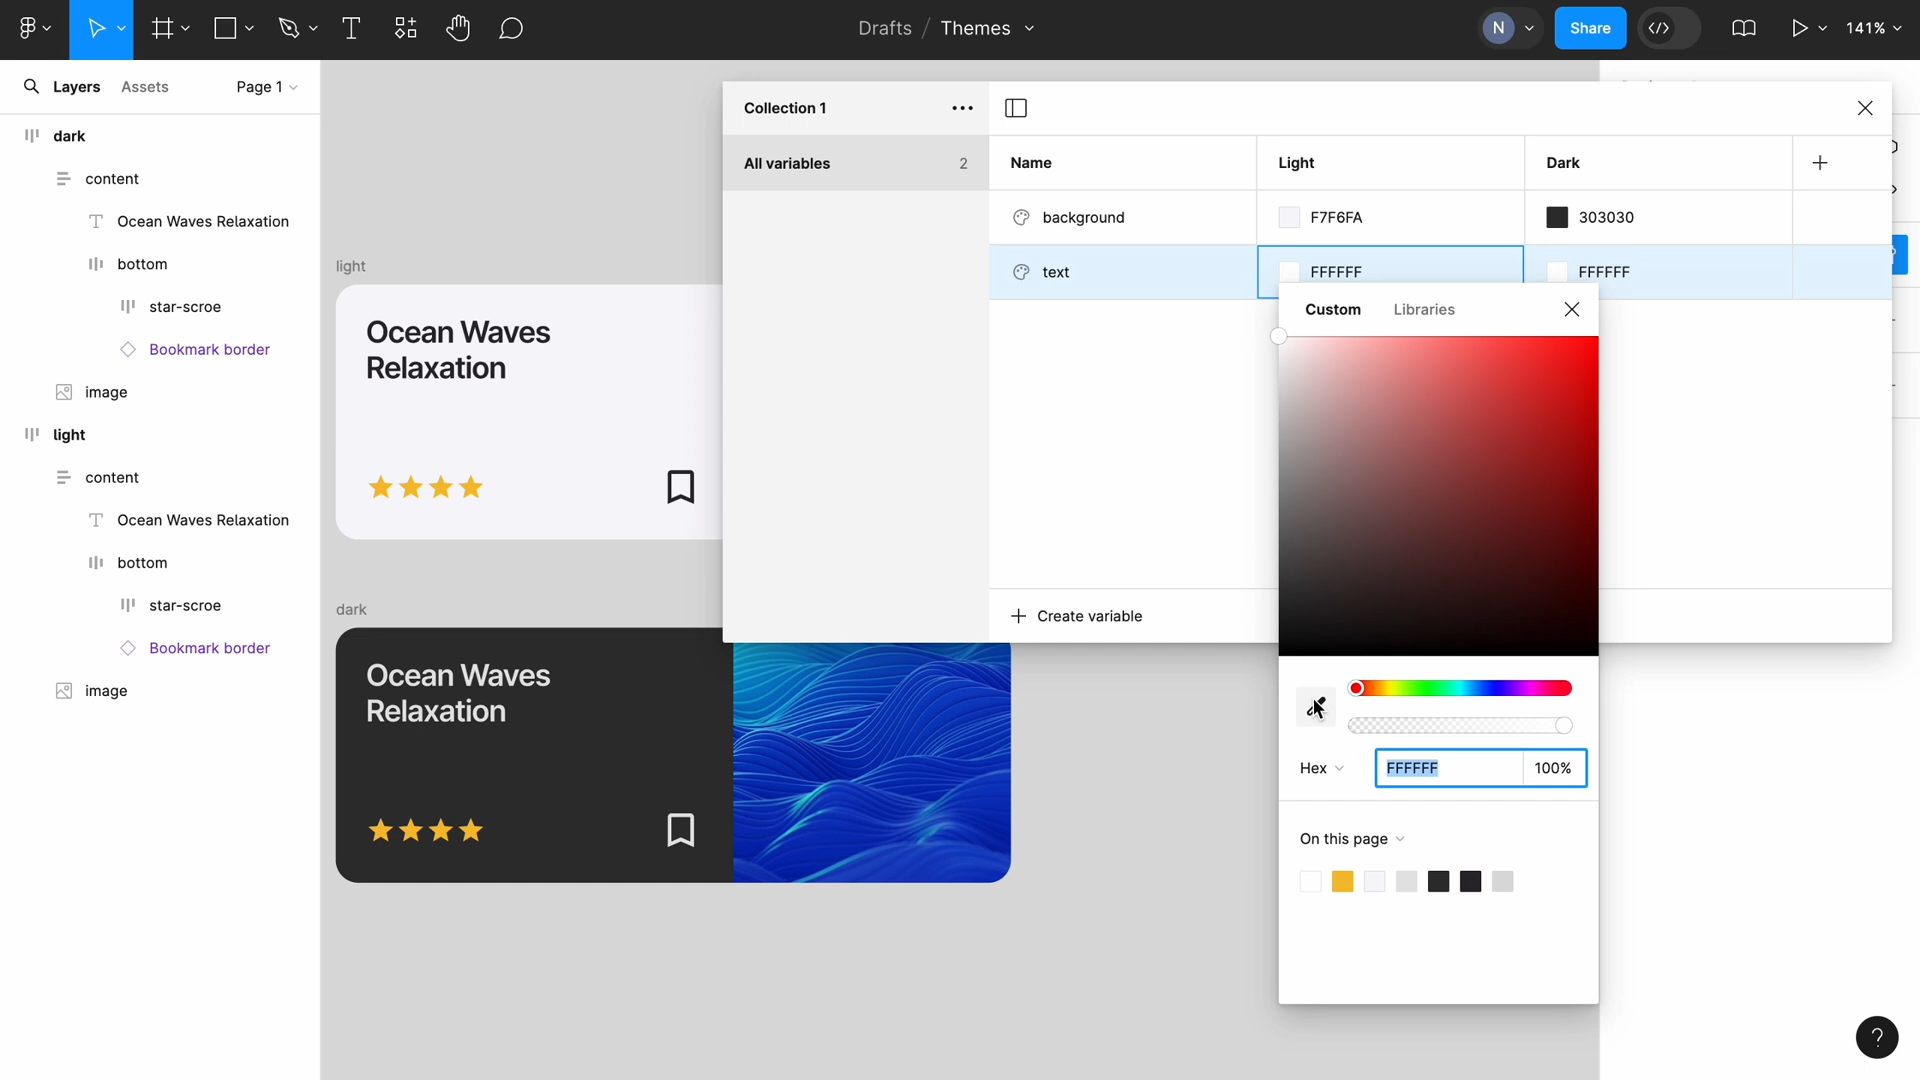 Drafts / Themes
N
Share
141%
Layers
Assets
Page 1
dark
content
Ocean Waves Relaxation
bottom
star-scroe
Bookmark border
image
light
content
Ocean Waves Relaxation
bottom
star-scroe
Bookmark border
image
light
Ocean Waves
Relaxation
dark
Ocean Waves
Relaxation
Collection 1
All variables 2
Name Light Dark
background F7F6FA 303030
text FFFFFF FFFFFF
Create variable
Custom Libraries
Hex FFFFFF 100%
On this page
?